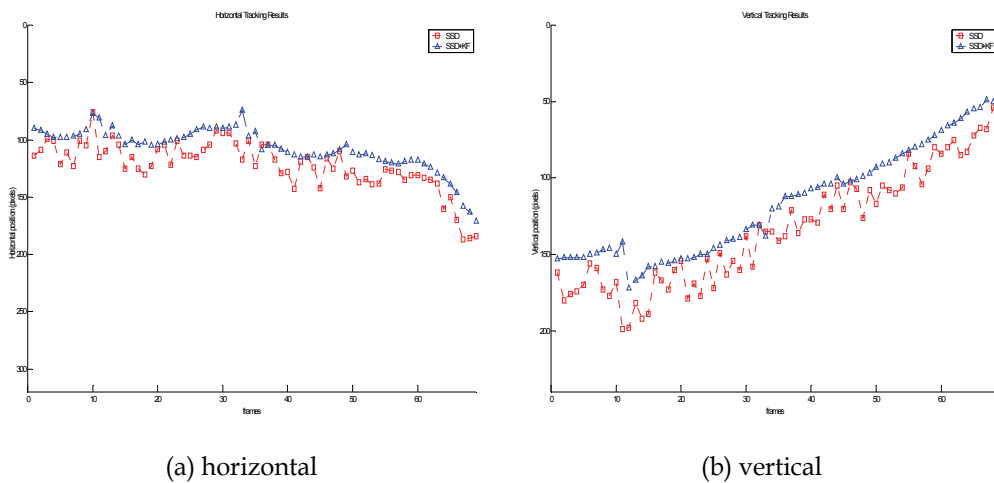 Horizontal Tracking Results
SSD
SSD+KF
0
50
100
150
200
250
300
Horizontal position (pixels)
0 10 20 30 40 50 60
frames
(a) horizontal
Vertical Tracking Results
SSD
SSD+KF
0
50
100
150
200
Vertical position (pixels)
0 10 20 30 40 50 60
frames
(b) vertical